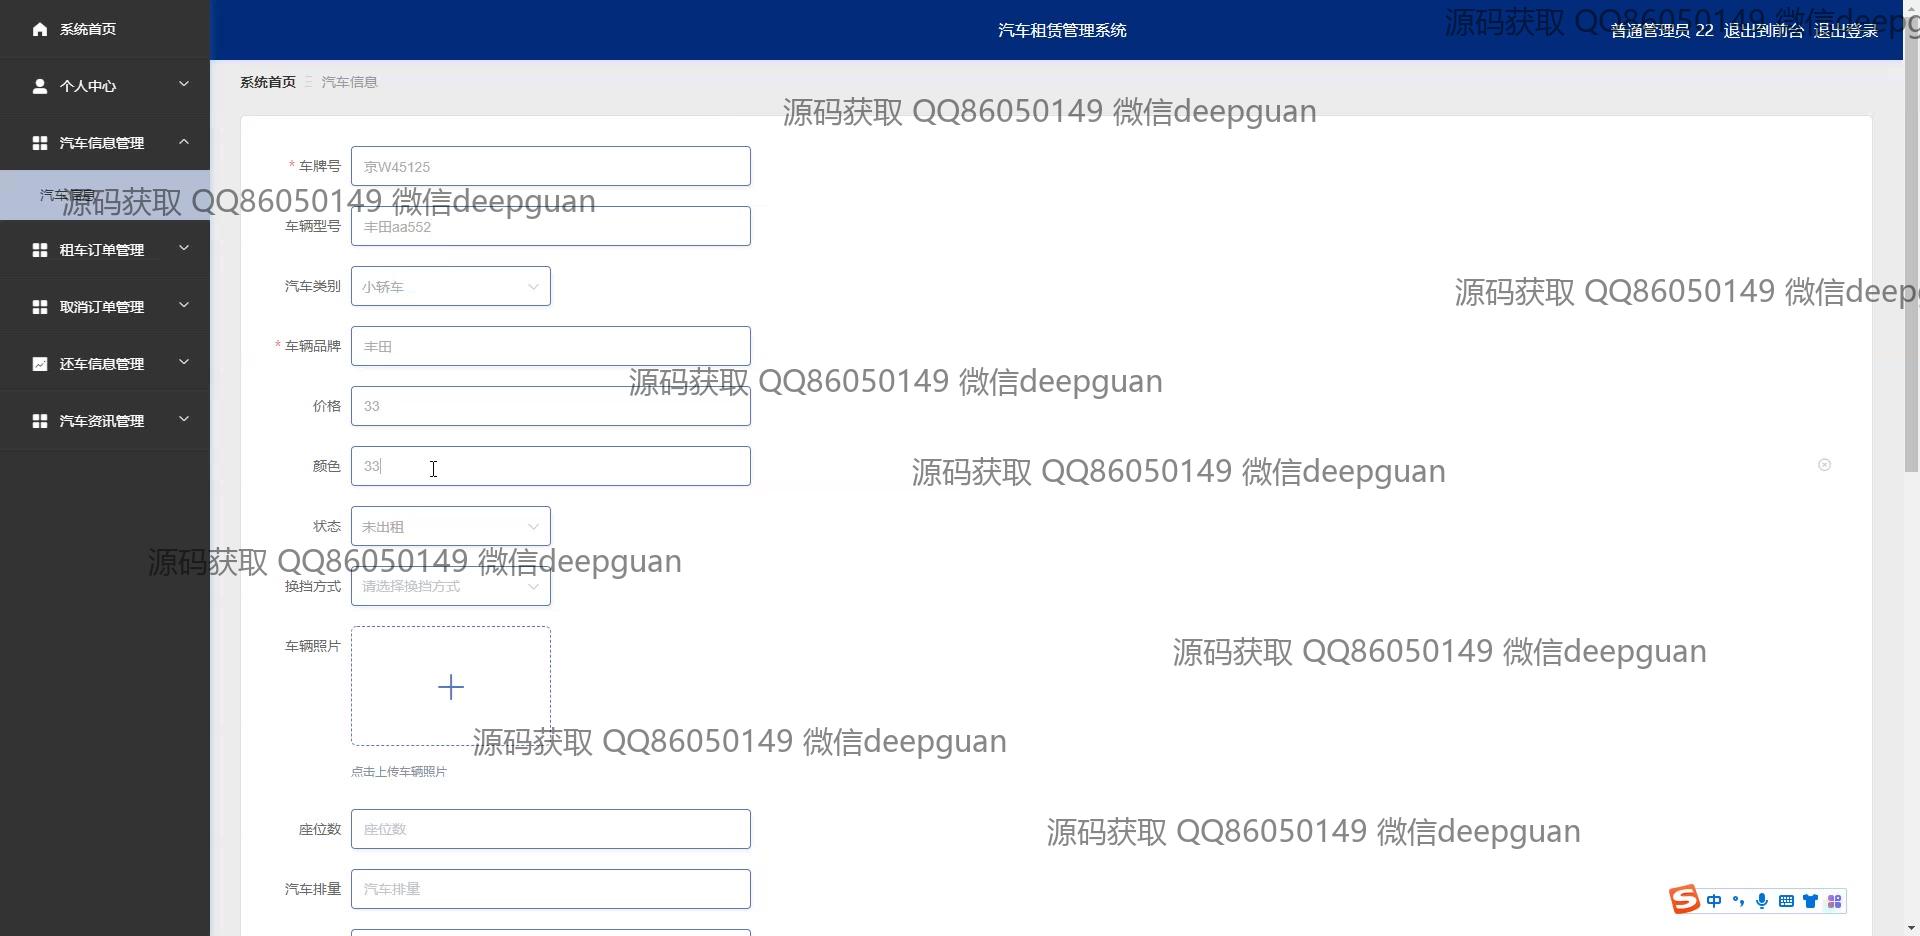 系统首页
个人中心
汽车信息管理
汽车信息
租车订单管理
取消订单管理
还车信息管理
汽车资讯管理
汽车租赁管理系统
普通管理员 22 退出到前台 退出登录
源码获取 QQ86050149 微信deepg
系统首页 汽车信息
源码获取 QQ86050149 微信deepguan
* 车牌号 京W45125
源码获取 QQ86050149 微信deepguan
车辆型号 丰田aa552
汽车类别 小轿车
源码获取 QQ86050149 微信deepg
* 车辆品牌 丰田
源码获取 QQ86050149 微信deepguan
价格 33
颜色 33
源码获取 QQ86050149 微信deepguan
状态 未出租
源码获取 QQ86050149 微信deepguan
换挡方式 请选择换挡方式
车辆照片
源码获取 QQ86050149 微信deepguan
源码获取 QQ86050149 微信deepguan
点击上传车辆照片
座位数 座位数
源码获取 QQ86050149 微信deepguan
汽车排量 汽车排量
中